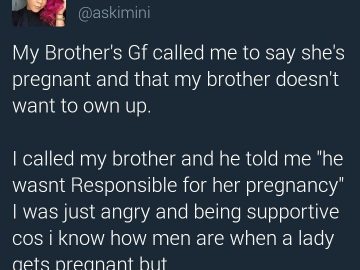 @askimini
My Brother's Gf called me to say she's
pregnant and that my brother doesn't
want to own up.
I called my brother and he told me "he
wasnt Responsible for her pregnancy"
I was just angry and being supportive
cos i know how men are when a lady
gets pregnant but